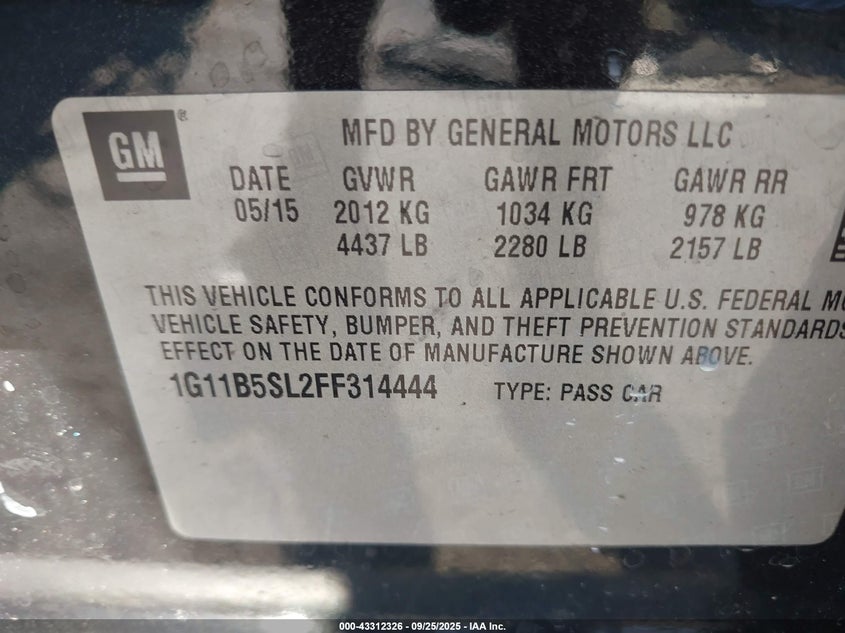 GM®
MFD BY GENERAL MOTORS LLC
DATE GVWR GAWR FRT GAWR RR
05/15 2012 KG 1034 KG 978 KG
4437 LB 2280 LB 2157 LB
THIS VEHICLE CONFORMS TO ALL APPLICABLE U.S. FEDERAL MO
VEHICLE SAFETY, BUMPER, AND THEFT PREVENTION STANDARDS
EFFECT ON THE DATE OF MANUFACTURE SHOWN ABOVE.
1G11B5SL2FF314444 TYPE: PASS CAR
000-43312326 - 09/25/2025 - IAA Inc.